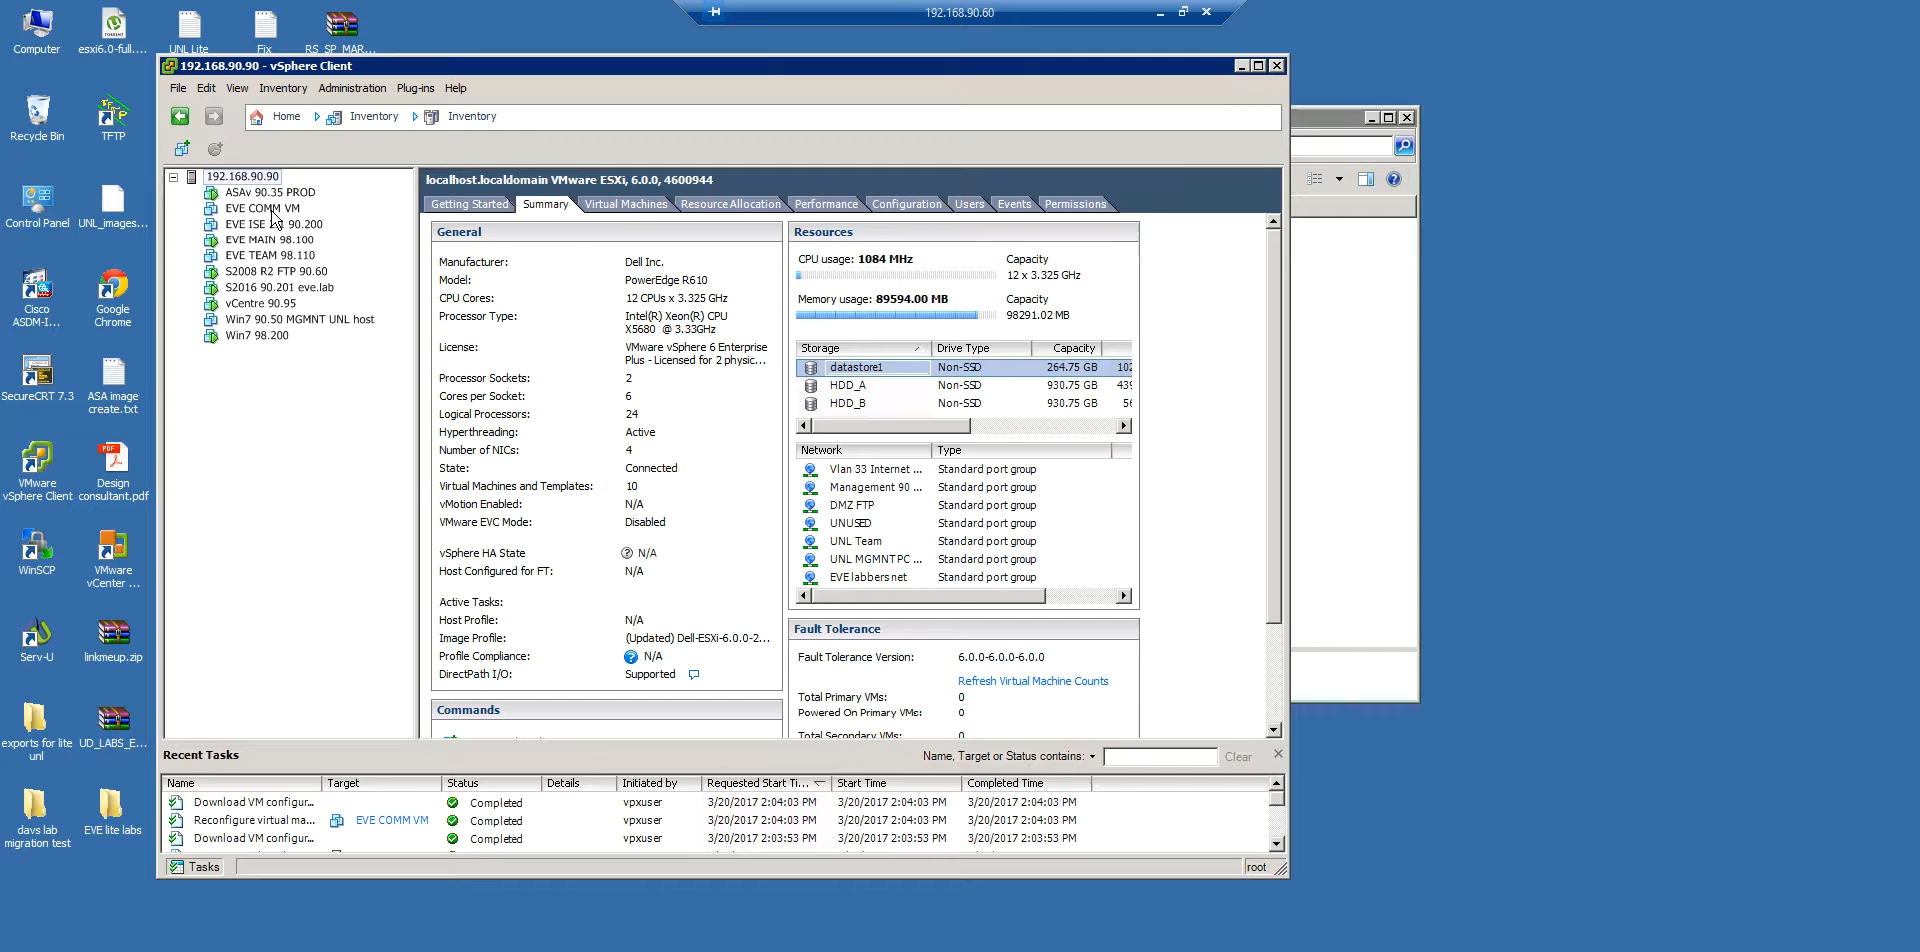 192.168.90.60
Computer
esxi6.0-full....
UNL Lite
Fix
RS_SP_MAR...
Recycle Bin
TFTP
Control Panel
UNL_images...
Cisco ASDM-I...
Google Chrome
SecureCRT 7.3
ASA image create.txt
VMware vSphere Client
Design consultant.pdf
WinSCP
VMware vCenter ...
Serv-U
linkmeup.zip
exports for lite unl
UD_LABS_E...
davs lab migration test
EVE lite labs
192.168.90.90 - vSphere Client
File Edit View Inventory Administration Plug-ins Help
Home Inventory Inventory
192.168.90.90
ASAv 90.35 PROD
EVE COMM VM
EVE ISE 90.200
EVE MAIN 98.100
EVE TEAM 98.110
S2008 R2 FTP 90.60
S2016 90.201 eve.lab
vCentre 90.95
Win7 90.50 MGMNT UNL host
Win7 98.200
localhost.localdomain VMware ESXi, 6.0.0, 4600944
Getting Started Summary Virtual Machines Resource Allocation Performance Configuration Users Events Permissions
General
Manufacturer: Dell Inc.
Model: PowerEdge R610
CPU Cores: 12 CPUs x 3.325 GHz
Processor Type: Intel(R) Xeon(R) CPU
X5680 @ 3.33GHz
License: VMware vSphere 6 Enterprise
Plus - Licensed for 2 physic...
Processor Sockets: 2
Cores per Socket: 6
Logical Processors: 24
Hyperthreading: Active
Number of NICs: 4
State: Connected
Virtual Machines and Templates: 10
vMotion Enabled: N/A
VMware EVC Mode: Disabled
vSphere HA State N/A
Host Configured for FT: N/A
Active Tasks:
Host Profile: N/A
Image Profile: (Updated) Dell-ESXi-6.0.0-2...
Profile Compliance: N/A
DirectPath I/O: Supported
Commands
Resources
CPU usage: 1084 MHz Capacity
12 x 3.325 GHz
Memory usage: 89594.00 MB Capacity
98291.02 MB
Storage Drive Type Capacity
datastore1 Non-SSD 264.75 GB 102
HDD_A Non-SSD 930.75 GB 439
HDD_B Non-SSD 930.75 GB 56
Network Type
Vlan 33 Internet ... Standard port group
Management 90 ... Standard port group
DMZ FTP Standard port group
UNUSED Standard port group
UNL Team Standard port group
UNL MGMNTPC ... Standard port group
EVE labbers net Standard port group
Fault Tolerance
Fault Tolerance Version: 6.0.0-6.0.0-6.0.0
Refresh Virtual Machine Counts
Total Primary VMs: 0
Powered On Primary VMs: 0
Total Secondary VMs: 0
Recent Tasks
Name, Target or Status contains: Clear
Name Target Status Details Initiated by Requested Start Ti... Start Time Completed Time
Download VM configur... Completed vpxuser 3/20/2017 2:04:03 PM 3/20/2017 2:04:03 PM 3/20/2017 2:04:03 PM
Reconfigure virtual ma... EVE COMM VM Completed vpxuser 3/20/2017 2:04:03 PM 3/20/2017 2:04:03 PM 3/20/2017 2:04:03 PM
Download VM configur... Completed vpxuser 3/20/2017 2:03:53 PM 3/20/2017 2:03:53 PM 3/20/2017 2:03:53 PM
Tasks
root